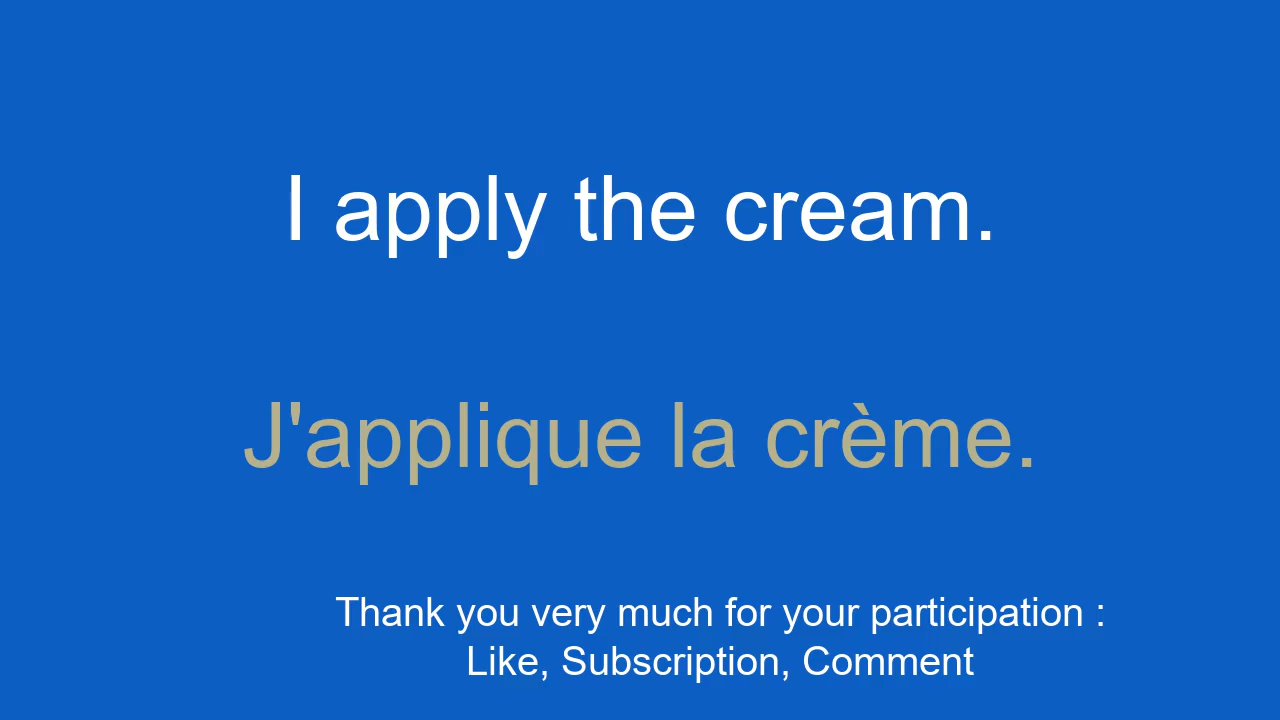 I apply the cream.
J'applique la crème.
Thank you very much for your participation :
Like, Subscription, Comment